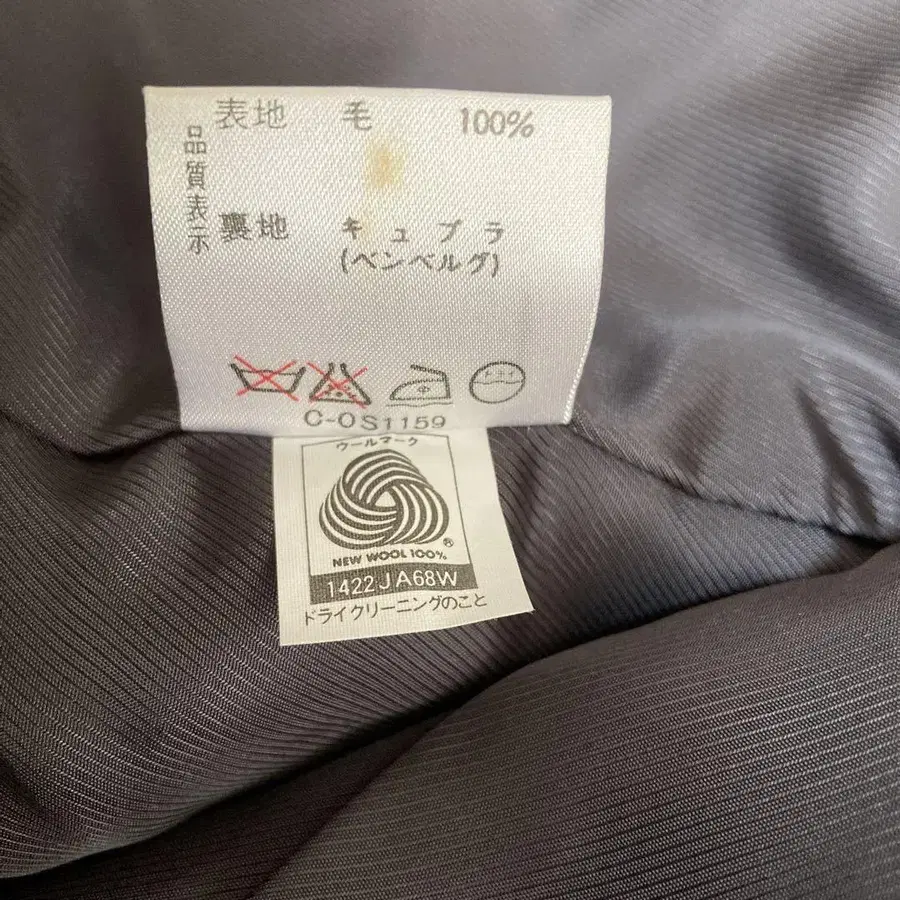 品質表示
表地 毛 100%
裏地 キュプラ
(ベンベルグ)
C-OS1159
ウールマーク
®
NEW WOOL 100%
1422JA68W
ドライクリーニングのこと